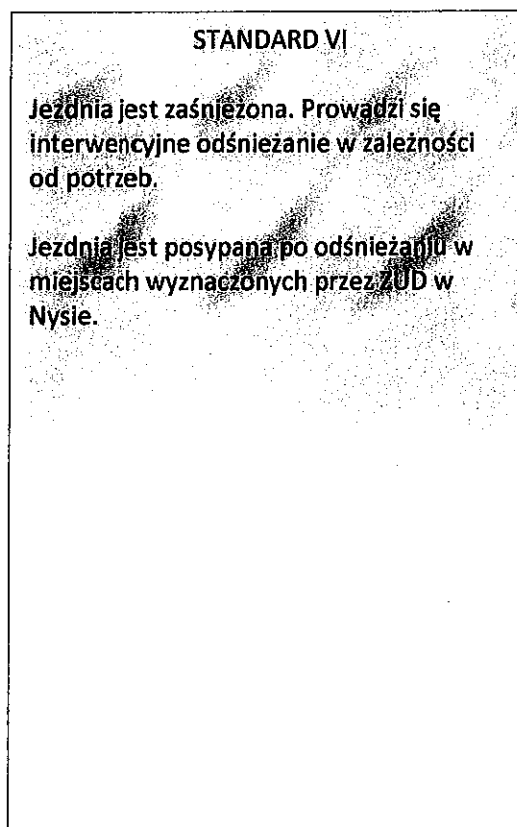 STANDARD VI
Jezdnia jest zaśnieżona. Prowadzi się
interwencyjne odśnieżanie w zależności
od potrzeb.
Jezdnia jest posypana po odśnieżaniu w
miejscach wyznaczonych przez ZUD w
Nysie.